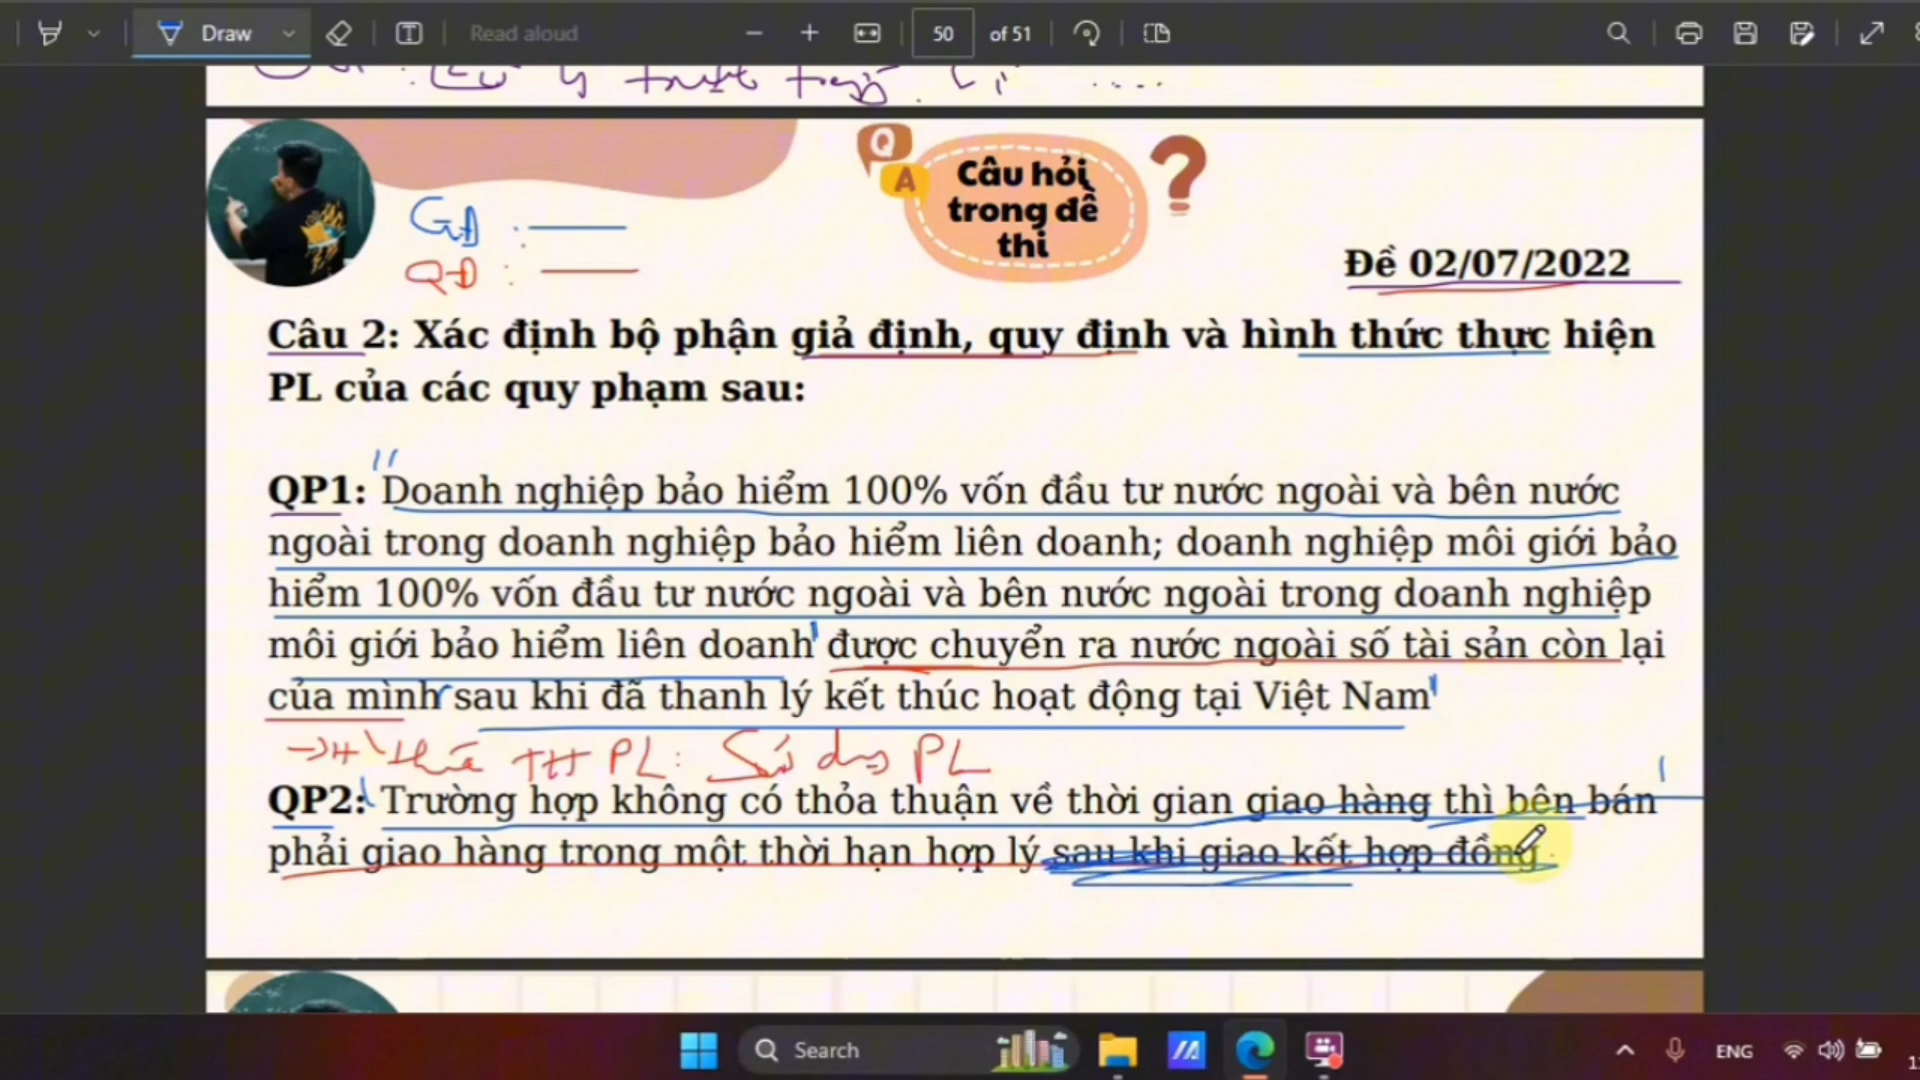 Draw
Read aloud
50 of 51
Q
A
Câu hỏi
trong đề
thi
?
GĐ :
QĐ :
Đề 02/07/2022
Câu 2: Xác định bộ phận giả định, quy định và hình thức thực hiện
PL của các quy phạm sau:
QP1: Doanh nghiệp bảo hiểm 100% vốn đầu tư nước ngoài và bên nước
ngoài trong doanh nghiệp bảo hiểm liên doanh; doanh nghiệp môi giới bảo
hiểm 100% vốn đầu tư nước ngoài và bên nước ngoài trong doanh nghiệp
môi giới bảo hiểm liên doanh được chuyển ra nước ngoài số tài sản còn lại
của mình sau khi đã thanh lý kết thúc hoạt động tại Việt Nam
TH PL: Sử dụng PL
QP2: Trường hợp không có thỏa thuận về thời gian giao hàng thì bên bán
phải giao hàng trong một thời hạn hợp lý sau khi giao kết hợp đồng.
Search
ENG